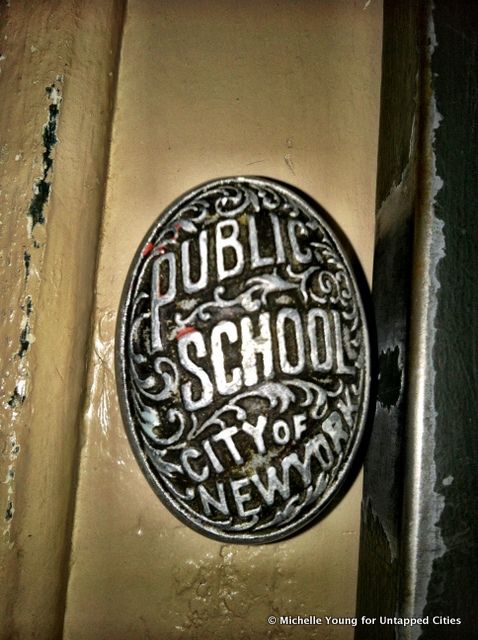 PUBLIC
SCHOOL
CITY OF
NEW YORK
© Michelle Young for Untapped Cities